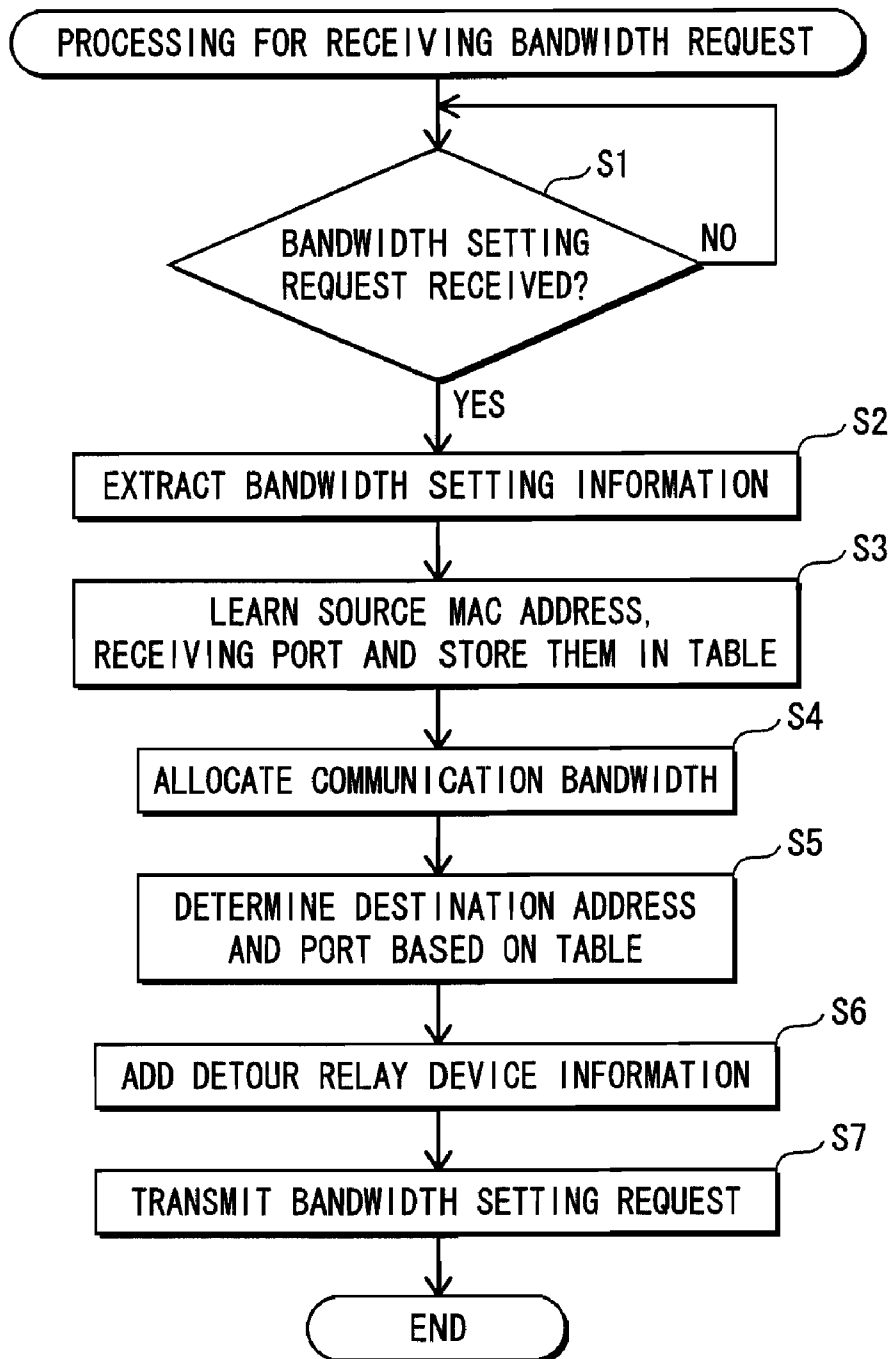 PROCESSING FOR RECEIVING BANDWIDTH REQUEST
S1
BANDWIDTH SETTING
REQUEST RECEIVED?
NO
YES
S2
EXTRACT BANDWIDTH SETTING INFORMATION
S3
LEARN SOURCE MAC ADDRESS,
RECEIVING PORT AND STORE THEM IN TABLE
S4
ALLOCATE COMMUNICATION BANDWIDTH
S5
DETERMINE DESTINATION ADDRESS
AND PORT BASED ON TABLE
S6
ADD DETOUR RELAY DEVICE INFORMATION
S7
TRANSMIT BANDWIDTH SETTING REQUEST
END